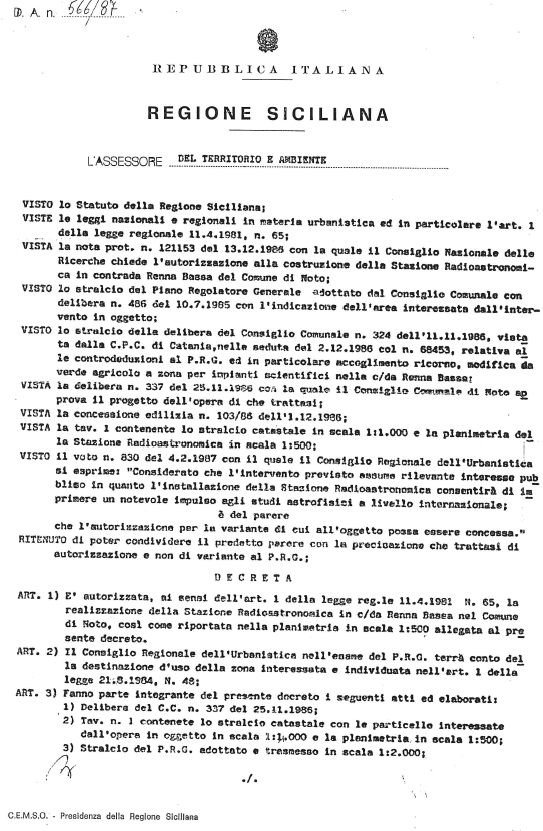 D. A. n. 566/87
REPUBBLICA ITALIANA
REGIONE SICILIANA
L'ASSESSORE DEL TERRITORIO E AMBIENTE
VISTO lo Statuto della Regione Siciliana;
VISTE le leggi nazionali e regionali in materia urbanistica ed in particolare l'art. 1
della legge regionale 11.4.1981, n. 65;
VISTA la nota prot. n. 121153 del 13.12.1986 con la quale il Consiglio Nazionale delle
Ricerche chiede l'autorizzazione alla costruzione della Stazione Radioastronomi-
ca in contrada Renna Bassa del Comune di Noto;
VISTO lo stralcio del Piano Regolatore Generale adottato dal Consiglio Comunale con
delibera n. 486 del 10.7.1985 con l'indicazione dell'area interessata dall'inter-
vento in oggetto;
VISTO lo stralcio della delibera del Consiglio Comunale n. 324 dell'11.11.1986, vista
ta dalla C.P.C. di Catania,nelle seduta del 2.12.1986 col n. 68453, relativa al
le controdeduzioni al P.R.G. ed in particolare accoglimento ricorso, modifica da
verde agricolo a zona per impianti scientifici nella c/da Renna Bassa;
VISTA la delibera n. 337 del 25.11.1986 con la quale il Consiglio Comunale di Noto ap
prova il progetto dell'opera di che trattasi;
VISTA la concessione edilizia n. 103/86 dell'1.12.1986;
VISTA la tav. 1 contenente lo stralcio catastale in scala 1:1.000 e la planimetria del
la Stazione Radioastronomica in scala 1:500;
VISTO il voto n. 830 del 4.2.1987 con il quale il Consiglio Regionale dell'Urbanistica
si esprime: "Considerato che l'intervento previsto assume rilevante interesse pub
blico in quanto l'installazione della Stazione Radioastronomica consentirà di im
primere un notevole impulso agli studi astrofisici a livello internazionale;
è del parere
che l'autorizzazione per la variante di cui all'oggetto possa essere concessa."
RITENUTO di poter condividere il predetto parere con la precisazione che trattasi di
autorizzazione e non di variante al P.R.G.;
D E C R E T A
ART. 1) E' autorizzata, ai sensi dell'art. 1 della legge reg.le 11.4.1981 N. 65, la
realizzazione della Stazione Radioastronomica in c/da Renna Bassa nel Comune
di Noto, così come riportata nella planimetria in scala 1:500 allegata al pre
sente decreto.
ART. 2) Il Consiglio Regionale dell'Urbanistica nell'esame del P.R.G. terrà conto del
la destinazione d'uso della zona interessata e individuata nell'art. 1 della
legge 21.8.1984, N. 48;
ART. 3) Fanno parte integrante del presente decreto i seguenti atti ed elaborati:
1) Delibera del C.C. n. 337 del 25.11.1986;
2) Tav. n. 1 contenete lo stralcio catastale con le particelle interessate
dall'opera in oggetto in scala 1:1.000 e la planimetria in scala 1:500;
3) Stralcio del P.R.G. adottato e trasmesso in scala 1:2.000;
./.
C.E.M.S.O. - Presidenza della Regione Siciliana